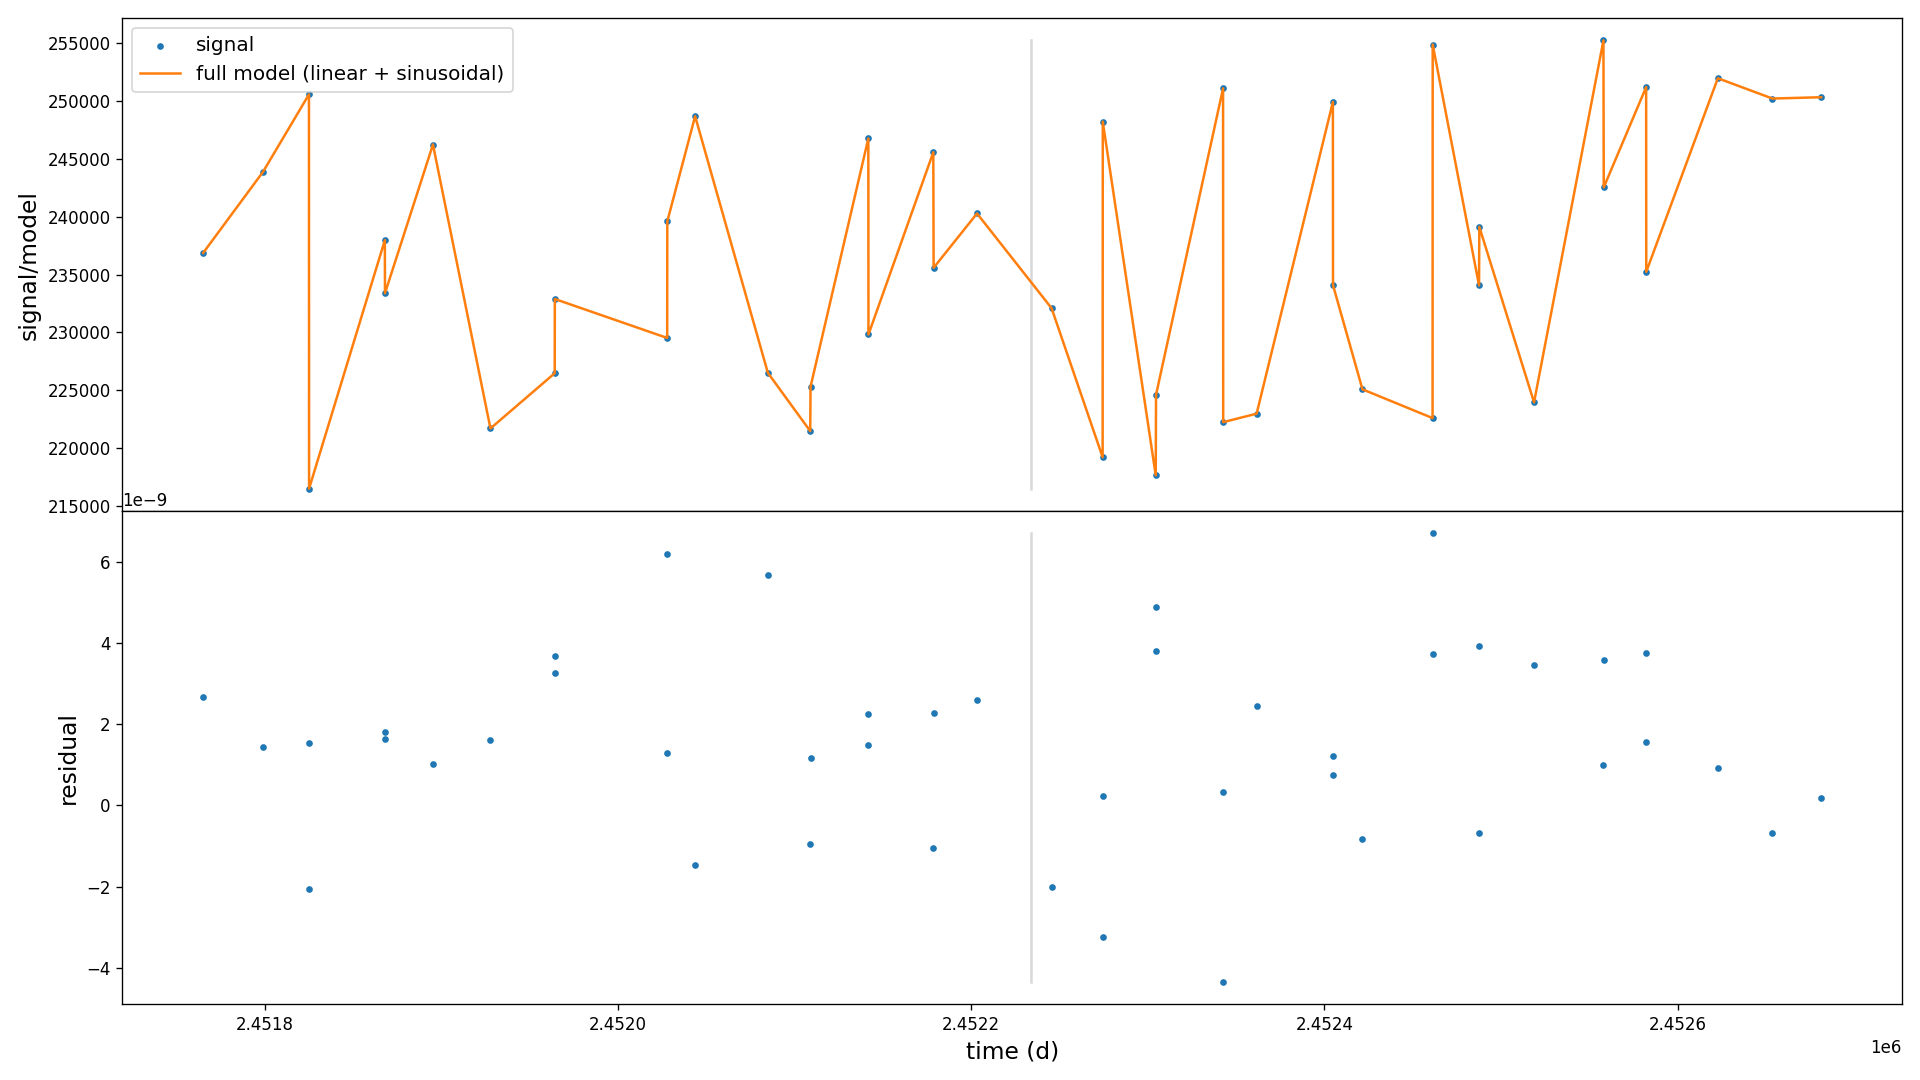 signal
full model (linear + sinusoidal)
255000
250000
245000
240000
235000
230000
225000
220000
215000
signal/model
1e−9
6
4
2
0
−2
−4
residual
2.4518
2.4520
2.4522
2.4524
2.4526
time (d)
1e6